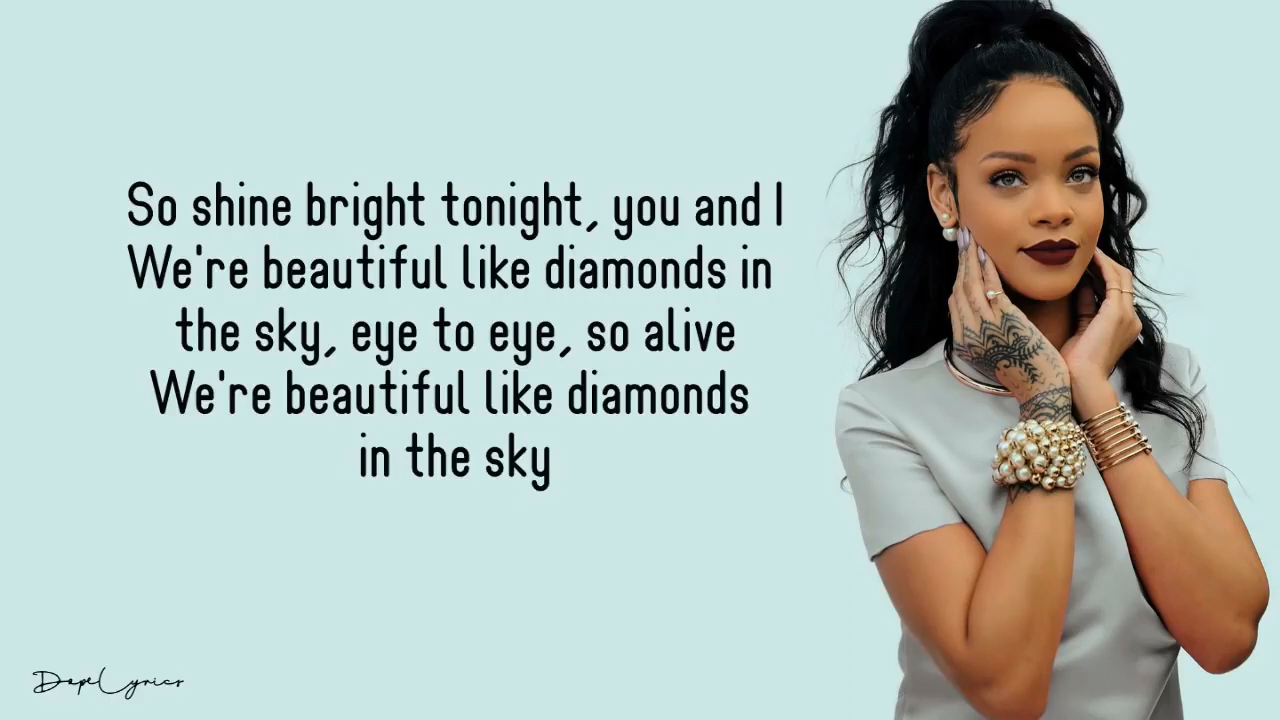 So shine bright tonight, you and I
We're beautiful like diamonds in
the sky, eye to eye, so alive
We're beautiful like diamonds
in the sky
DopeLyrics